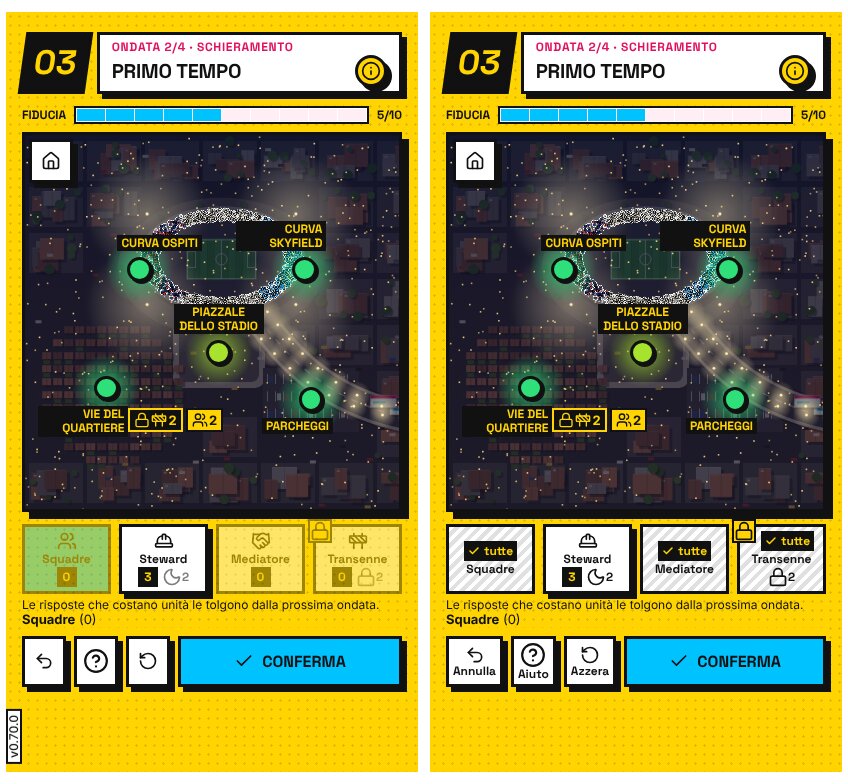 03
ONDATA 2/4 · SCHIERAMENTO
PRIMO TEMPO
FIDUCIA
5/10
CURVA OSPITI
CURVA
SKYFIELD
PIAZZALE
DELLO STADIO
VIE DEL
QUARTIERE
2
2
PARCHEGGI
Squadre
0
Steward
3 2
Mediatore
0
Transenne
0 2
Le risposte che costano unità le tolgono dalla prossima ondata.
Squadre (0)
CONFERMA
v0.70.0
03
ONDATA 2/4 · SCHIERAMENTO
PRIMO TEMPO
FIDUCIA
5/10
CURVA OSPITI
CURVA
SKYFIELD
PIAZZALE
DELLO STADIO
VIE DEL
QUARTIERE
2
2
PARCHEGGI
tutte
Squadre
Steward
3 2
tutte
Mediatore
tutte
Transenne
2
Le risposte che costano unità le tolgono dalla prossima ondata.
Squadre (0)
Annulla
Aiuto
Azzera
CONFERMA